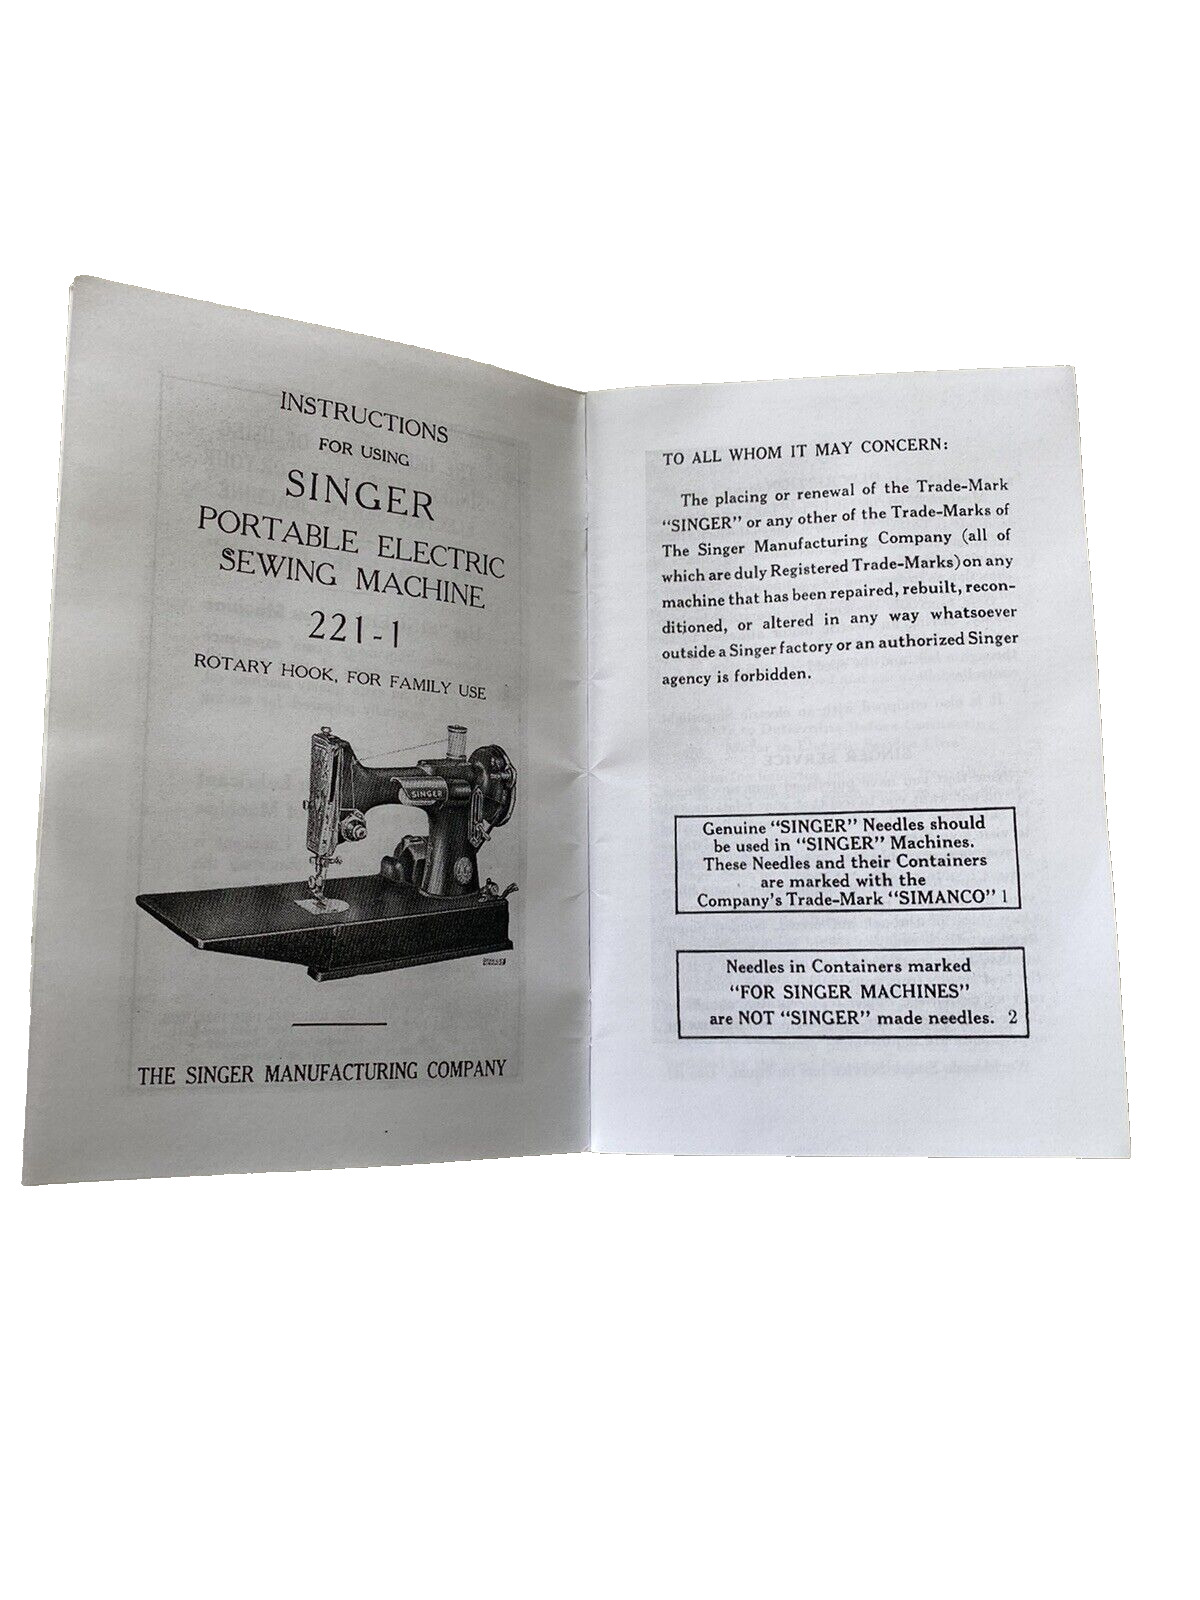 INSTRUCTIONS
FOR USING
SINGER
PORTABLE ELECTRIC
SEWING MACHINE
221-1
ROTARY HOOK, FOR FAMILY USE
SINGER
THE SINGER MANUFACTURING COMPANY
TO ALL WHOM IT MAY CONCERN:
The placing or renewal of the Trade-Mark
"SINGER" or any other of the Trade-Marks of
The Singer Manufacturing Company (all of
which are duly Registered Trade-Marks) on any
machine that has been repaired, rebuilt, recon-
ditioned, or altered in any way whatsoever
outside a Singer factory or an authorized Singer
agency is forbidden.
Genuine "SINGER" Needles should
be used in "SINGER" Machines.
These Needles and their Containers
are marked with the
Company's Trade-Mark "SIMANCO" 1
Needles in Containers marked
"FOR SINGER MACHINES"
are NOT "SINGER" made needles. 2